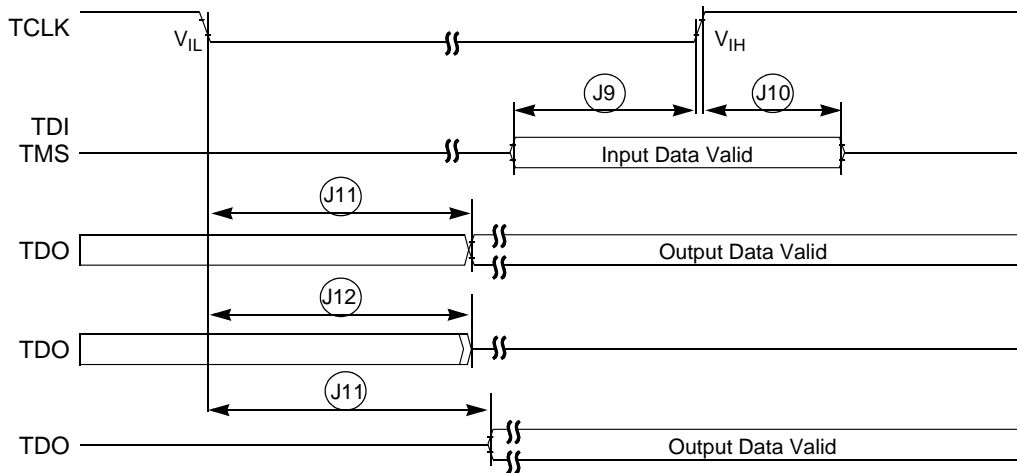 TCLK
VIL
VIH
J9
J10
TDI
TMS
Input Data Valid
J11
TDO
Output Data Valid
J12
TDO
J11
TDO
Output Data Valid